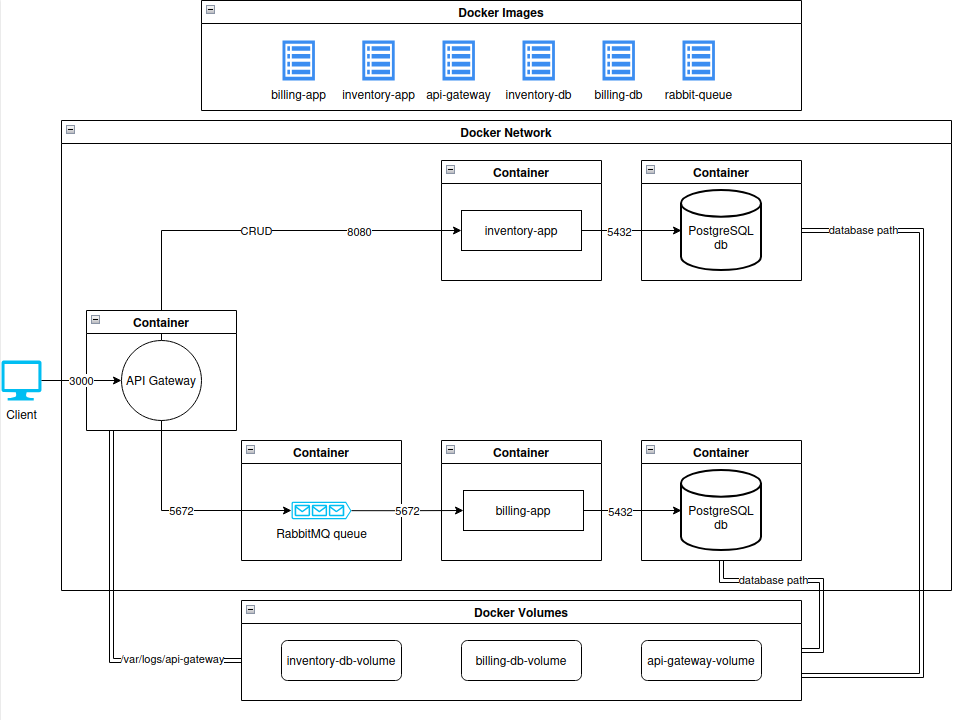 Docker Images
billing-app
inventory-app
api-gateway
inventory-db
billing-db
rabbit-queue
Docker Network
Container
Container
inventory-app
PostgreSQL
db
CRUD
8080
5432
database path
Container
API Gateway
3000
Client
Container
Container
Container
5672
RabbitMQ queue
5672
billing-app
5432
PostgreSQL
db
database path
Docker Volumes
/var/logs/api-gateway
inventory-db-volume
billing-db-volume
api-gateway-volume